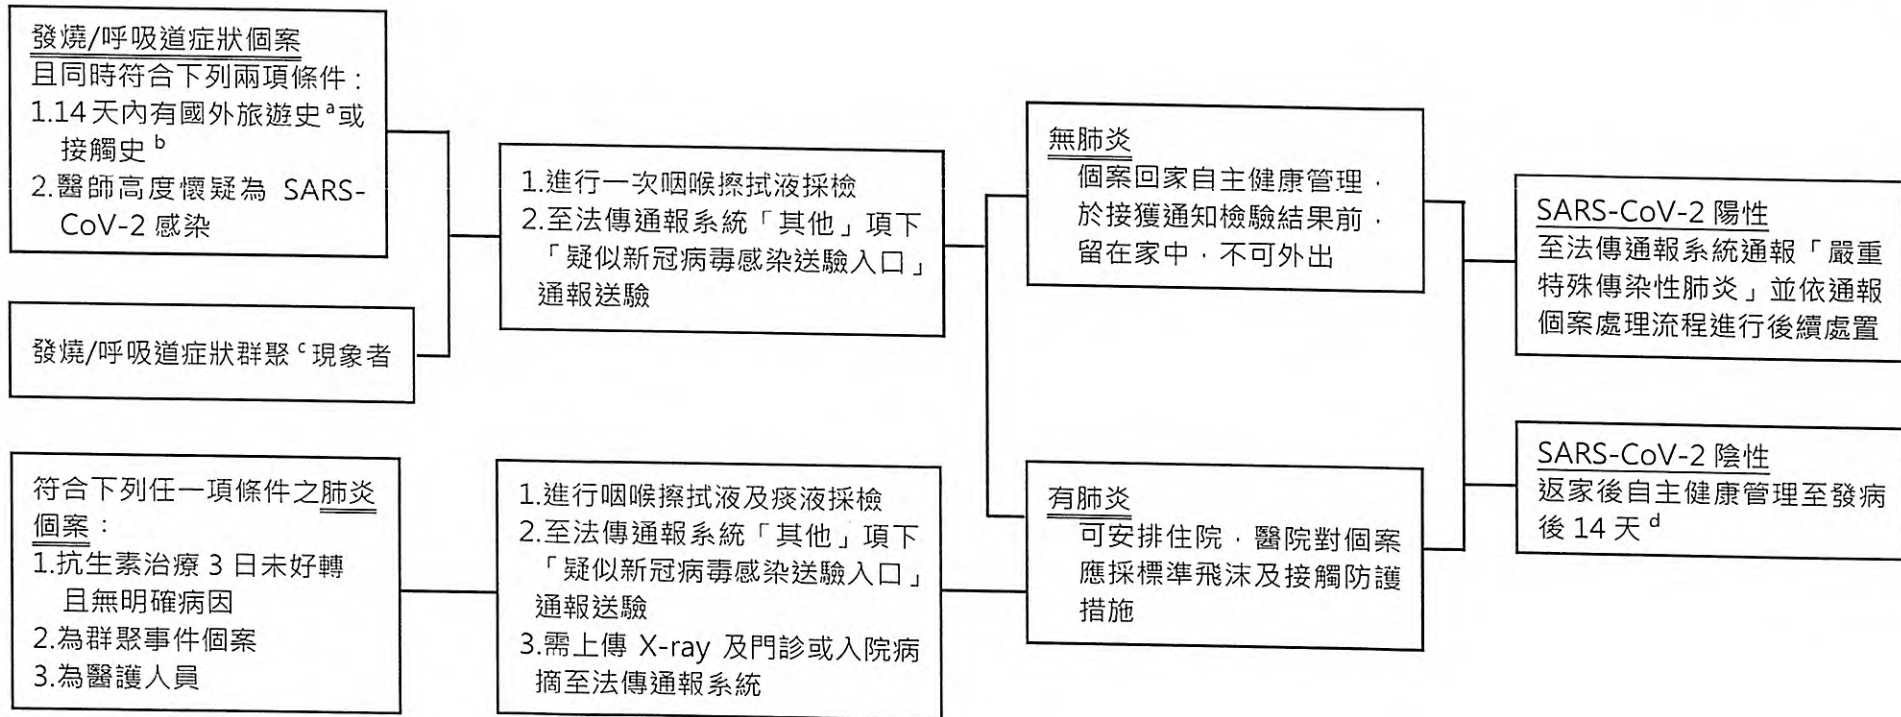 發燒/呼吸道症狀個案
且同時符合下列兩項條件:
1.14天內有國外旅遊史a或
接觸史b
2.醫師高度懷疑為 SARS-
CoV-2 感染
發燒/呼吸道症狀群聚c現象者
符合下列任一項條件之肺炎
個案:
1.抗生素治療 3 日未好轉
且無明確病因
2.為群聚事件個案
3.為醫護人員
1.進行一次咽喉擦拭液採檢
2.至法傳通報系統「其他」項下
「疑似新冠病毒感染送驗入口」
通報送驗
1.進行咽喉擦拭液及痰液採檢
2.至法傳通報系統「其他」項下
「疑似新冠病毒感染送驗入口」
通報送驗
3.需上傳 X-ray 及門診或入院病
摘至法傳通報系統
無肺炎
個案回家自主健康管理,
於接獲通知檢驗結果前,
留在家中,不可外出
有肺炎
可安排住院,醫院對個案
應採標準飛沫及接觸防護
措施
SARS-CoV-2 陽性
至法傳通報系統通報「嚴重
特殊傳染性肺炎」並依通報
個案處理流程進行後續處置
SARS-CoV-2 陰性
返家後自主健康管理至發病
後 14 天d